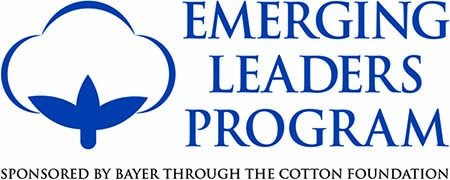 EMERGING
LEADERS
PROGRAM
SPONSORED BY BAYER THROUGH THE COTTON FOUNDATION